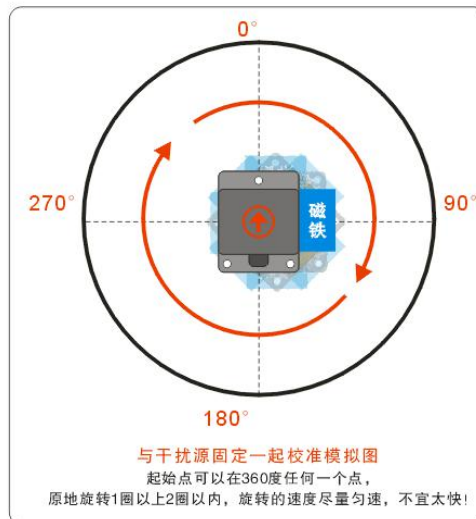 0°
270°
磁
铁
90°
180°
与干扰源固定一起校准模拟图
起始点可以在360度任何一个点，
原地旋转1圈以上2圈以内，旋转的速度尽量匀速，不宜太快！